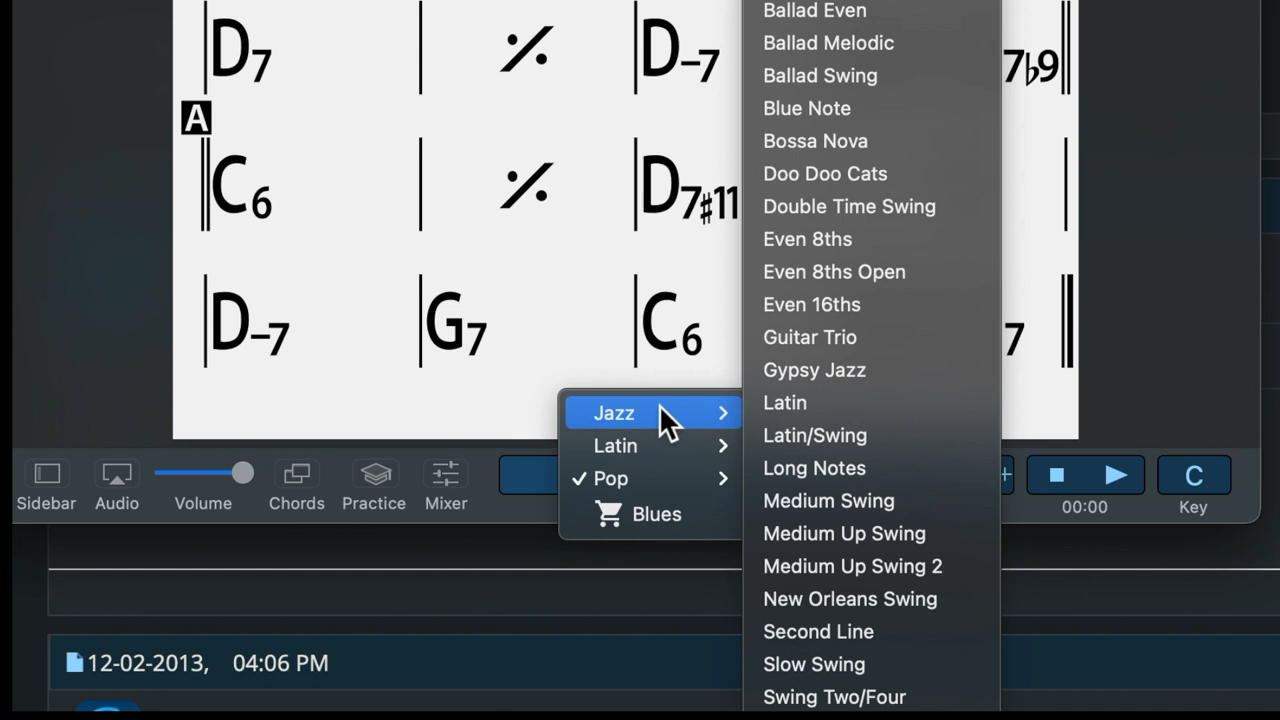 D7 𝄎 D–7 7♭9
A
C6 𝄎 D7♯11
D–7 G7 C6 7
Jazz
Latin
Pop
Blues
Ballad Even
Ballad Melodic
Ballad Swing
Blue Note
Bossa Nova
Doo Doo Cats
Double Time Swing
Even 8ths
Even 8ths Open
Even 16ths
Guitar Trio
Gypsy Jazz
Latin
Latin/Swing
Long Notes
Medium Swing
Medium Up Swing
Medium Up Swing 2
New Orleans Swing
Second Line
Slow Swing
Swing Two/Four
+ C
Sidebar Audio Volume Chords Practice Mixer 00:00 Key
12-02-2013, 04:06 PM